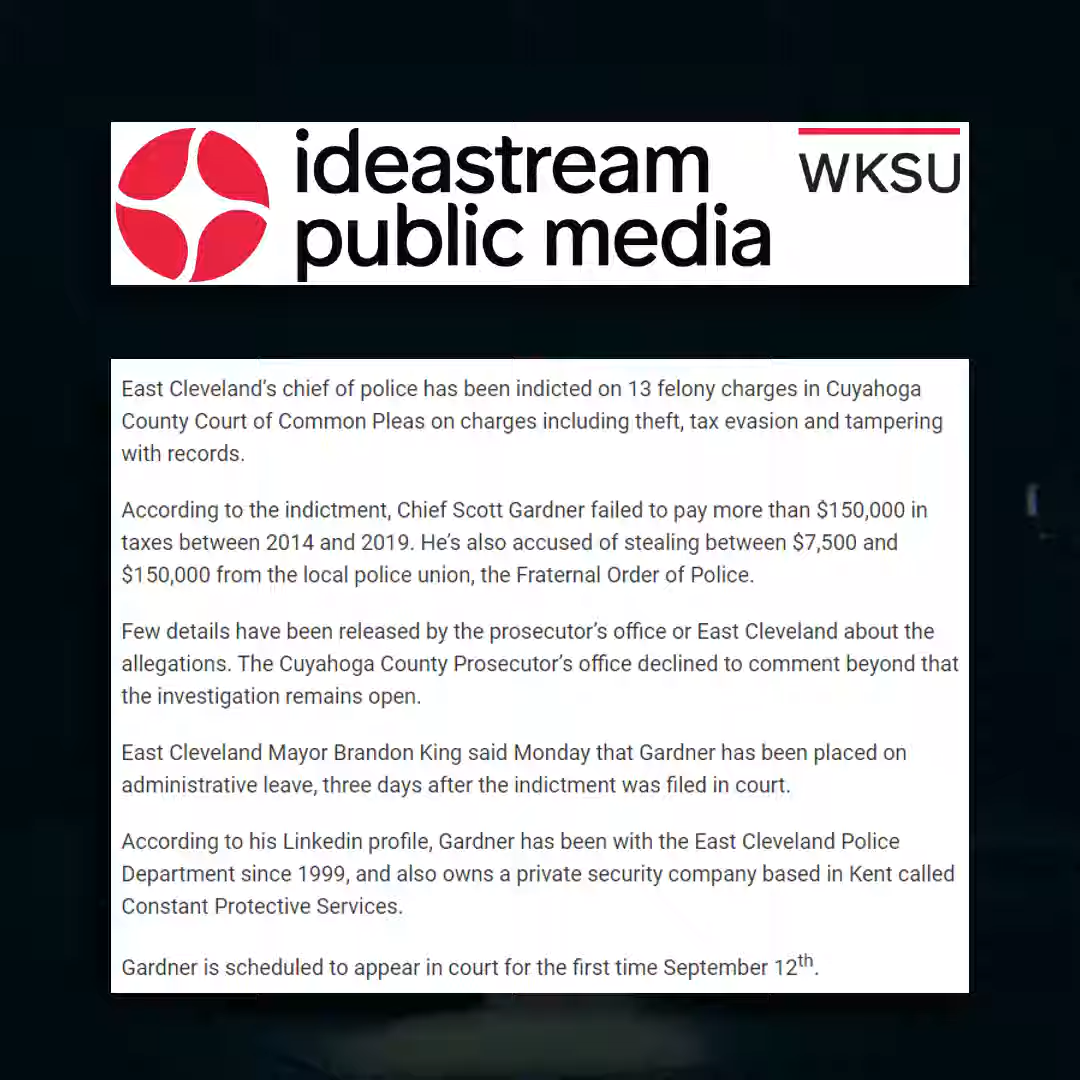 ideastream
public media
WKSU
East Cleveland's chief of police has been indicted on 13 felony charges in Cuyahoga
County Court of Common Pleas on charges including theft, tax evasion and tampering
with records.
According to the indictment, Chief Scott Gardner failed to pay more than $150,000 in
taxes between 2014 and 2019. He's also accused of stealing between $7,500 and
$150,000 from the local police union, the Fraternal Order of Police.
Few details have been released by the prosecutor's office or East Cleveland about the
allegations. The Cuyahoga County Prosecutor's office declined to comment beyond that
the investigation remains open.
East Cleveland Mayor Brandon King said Monday that Gardner has been placed on
administrative leave, three days after the indictment was filed in court.
According to his Linkedin profile, Gardner has been with the East Cleveland Police
Department since 1999, and also owns a private security company based in Kent called
Constant Protective Services.
Gardner is scheduled to appear in court for the first time September 12th.